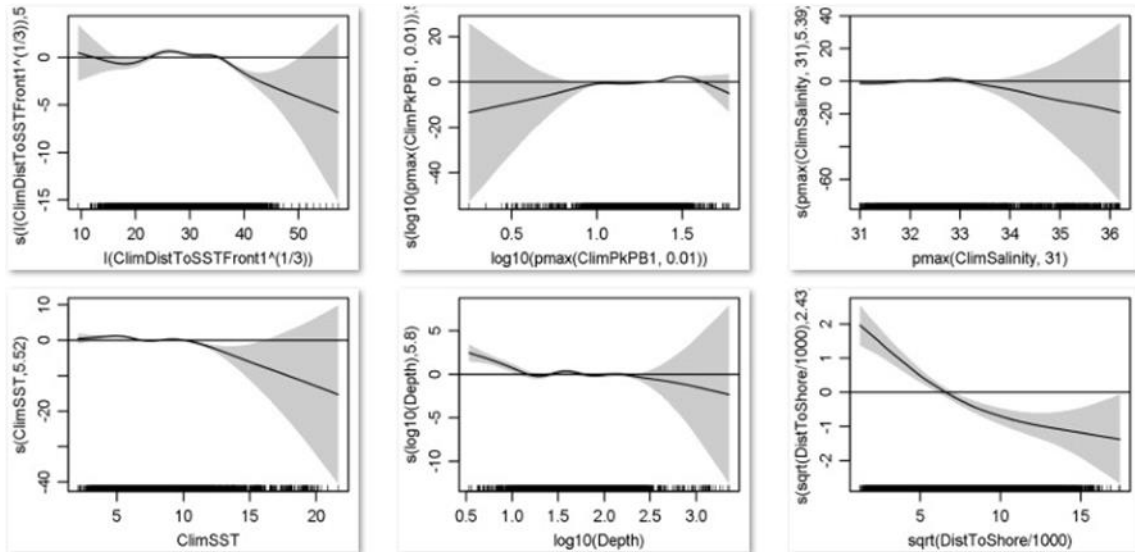 s(I(ClimDistToSSTFront1^(1/3)),5
0
-5
-10
-15
10 20 30 40 50
I(ClimDistToSSTFront1^(1/3))
s(log10(pmax(ClimPkPB1, 0.01)),
20
0
-20
-40
0.5 1.0 1.5
log10(pmax(ClimPkPB1, 0.01))
s(pmax(ClimSalinity, 31),5.39)
40
20
0
-20
-60
31 32 33 34 35 36
pmax(ClimSalinity, 31)
s(ClimSST,5.52)
10
0
-20
-40
5 10 15 20
ClimSST
s(log10(Depth),5.8)
5
0
-5
-10
0.5 1.0 1.5 2.0 2.5 3.0
log10(Depth)
s(sqrt(DistToShore/1000),2.43)
2
1
0
-1
-2
5 10 15
sqrt(DistToShore/1000)